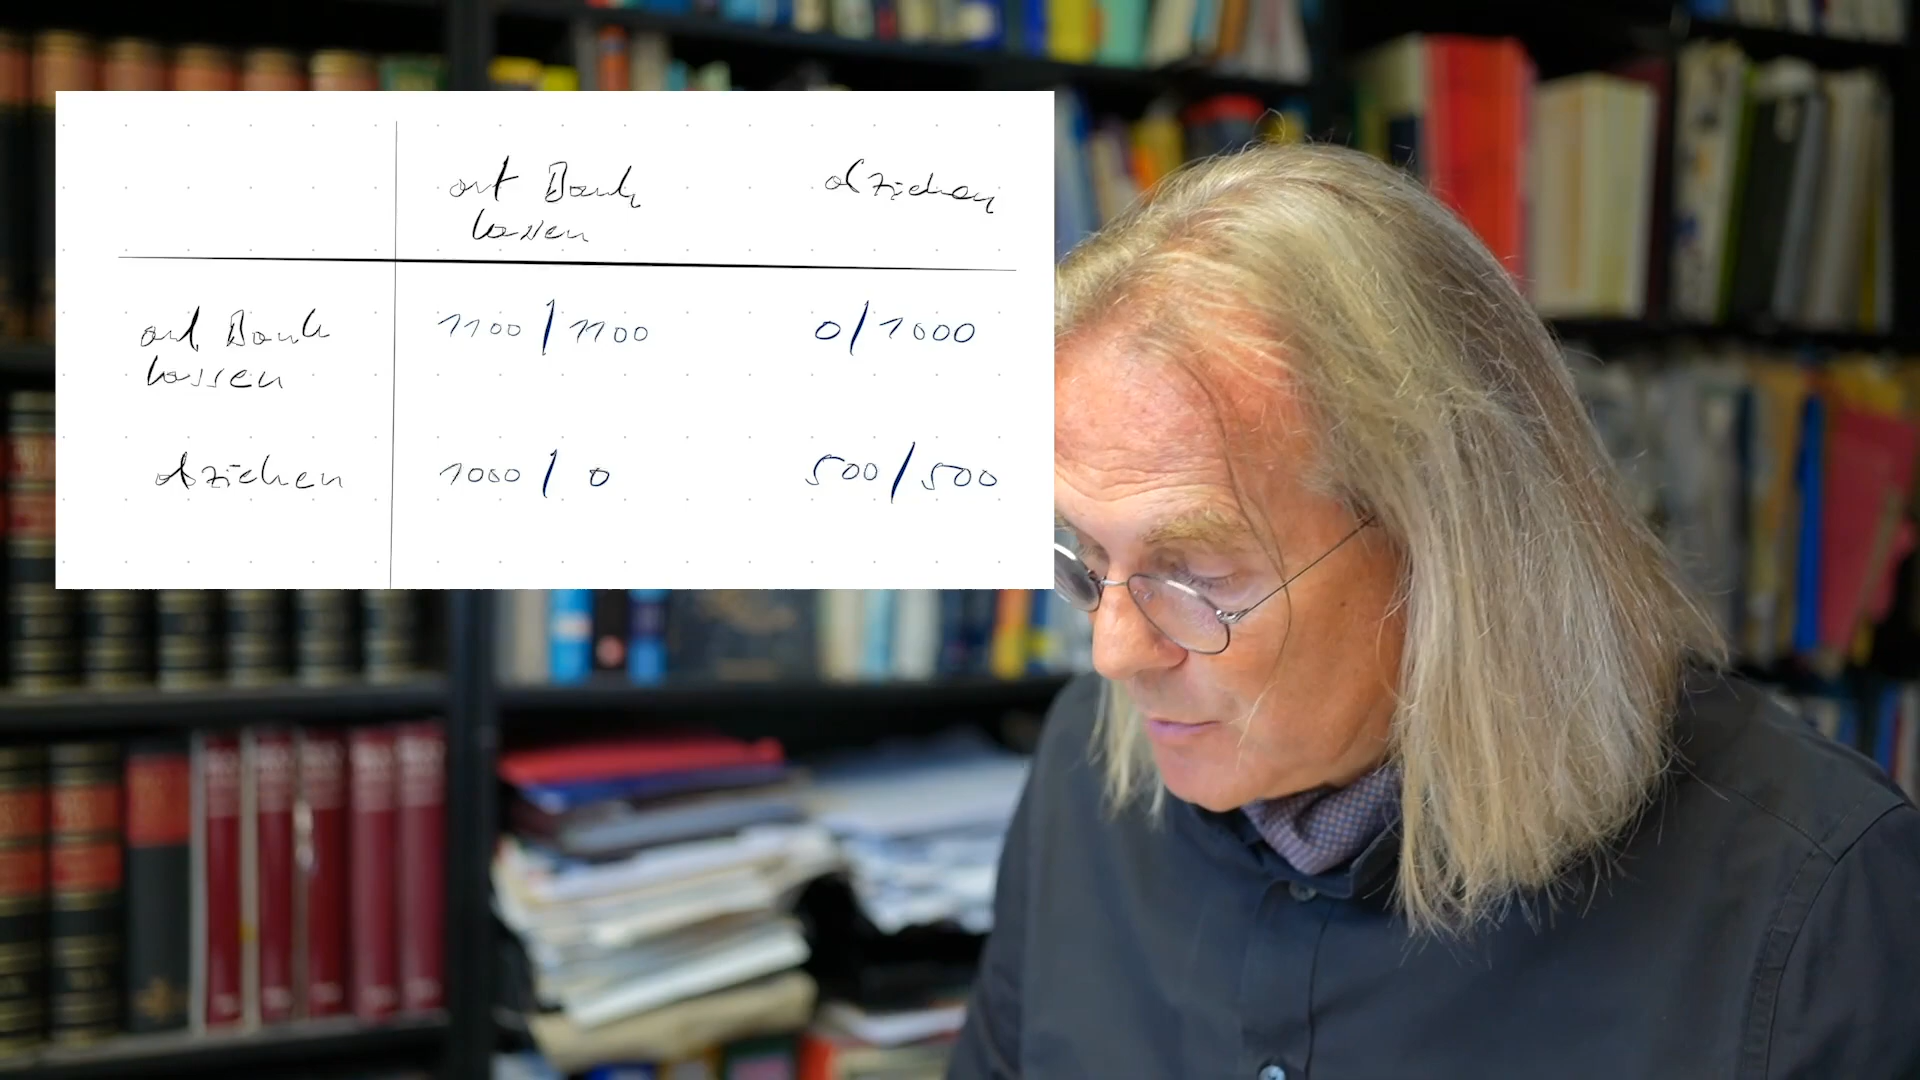 auf Bank abziehen
lassen
auf Bank 1100 / 1100 0 / 1000
lassen
abziehen 1000 / 0 500 / 500